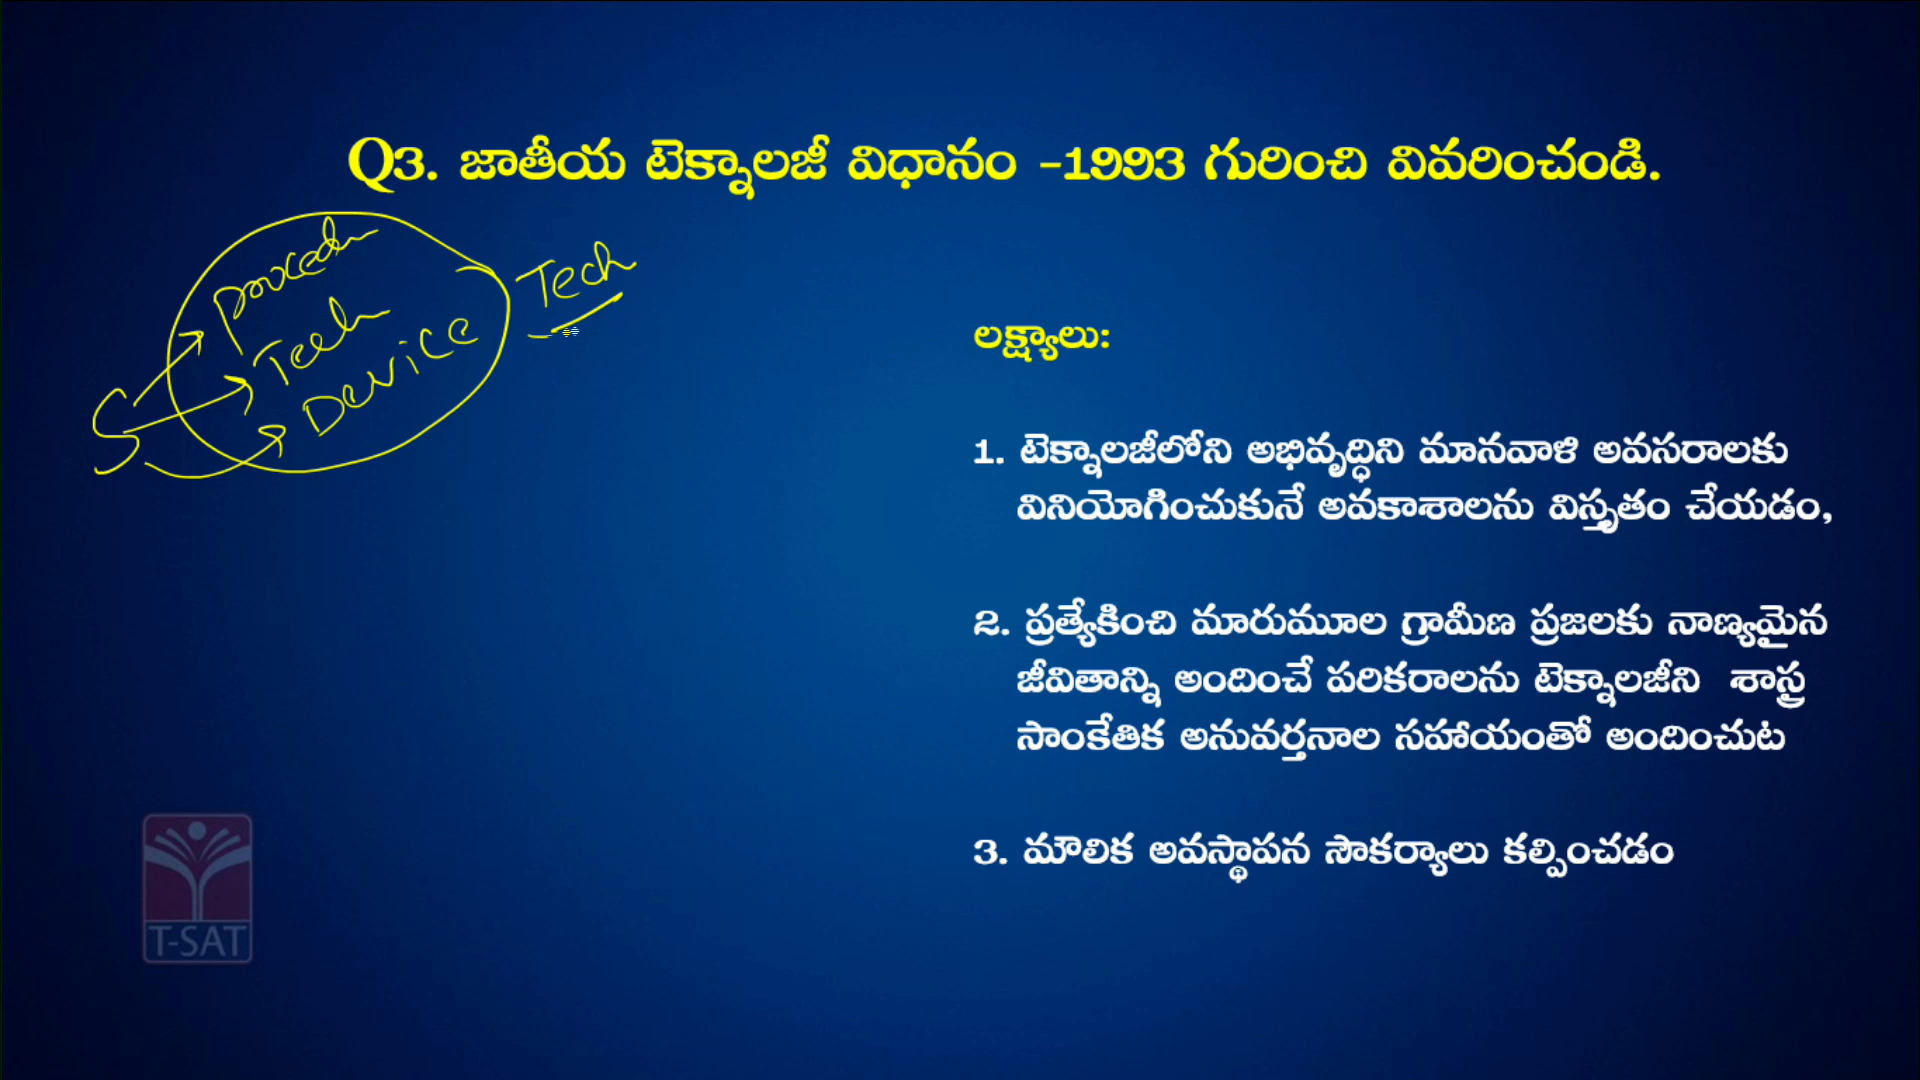 Q3. జాతీయ టెక్నాలజీ విధానం -1993 గురించి వివరించండి.
Tech
Tech
Device
S
లక్ష్యాలు:
1. టెక్నాలజీలోని అభివృద్ధిని మానవాళి అవసరాలకు
వినియోగించుకునే అవకాశాలను విస్తృతం చేయడం,
2. ప్రత్యేకించి మారుమూల గ్రామీణ ప్రజలకు నాణ్యమైన
జీవితాన్ని అందించే పరికరాలను టెక్నాలజీని శాస్త్ర
సాంకేతిక అనువర్తనాల సహాయంతో అందించుట
3. మౌలిక అవస్థాపన సౌకర్యాలు కల్పించడం
T-SAT